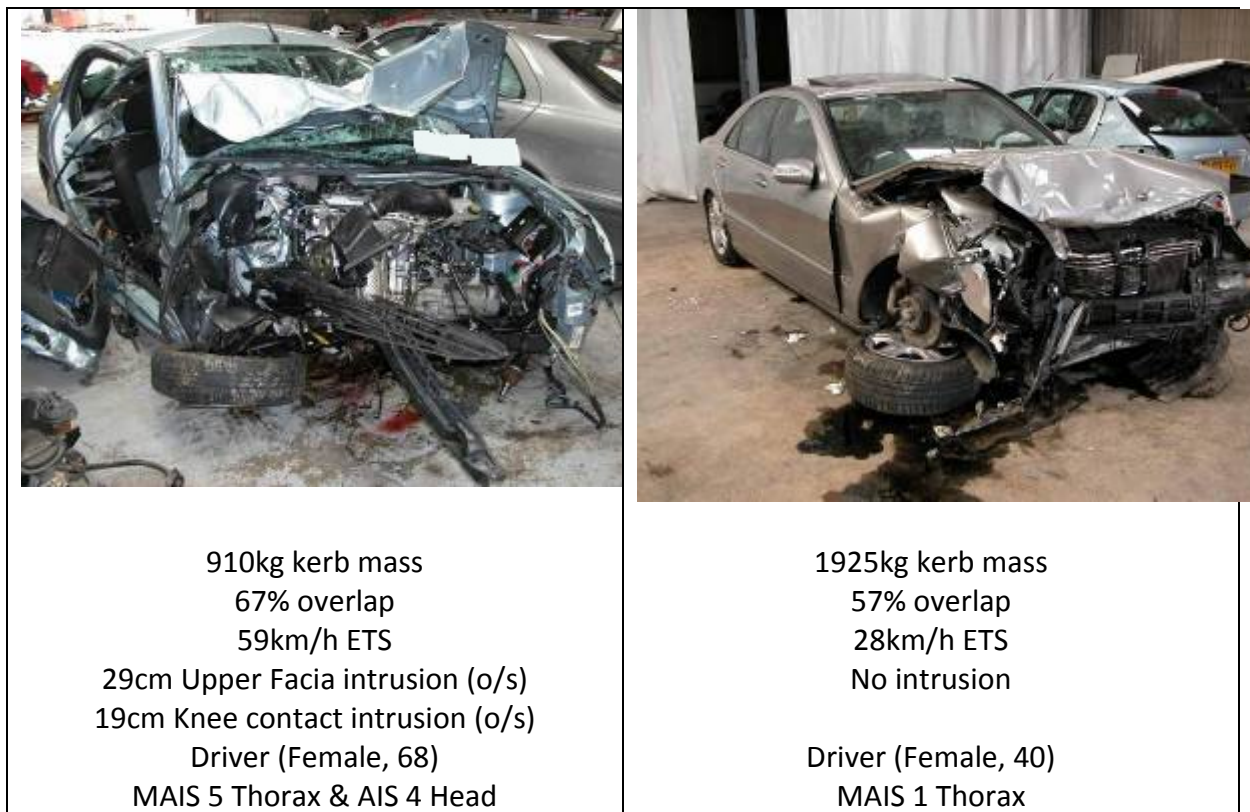 910kg kerb mass
67% overlap
59km/h ETS
29cm Upper Facia intrusion (o/s)
19cm Knee contact intrusion (o/s)
Driver (Female, 68)
MAIS 5 Thorax & AIS 4 Head
1925kg kerb mass
57% overlap
28km/h ETS
No intrusion
Driver (Female, 40)
MAIS 1 Thorax